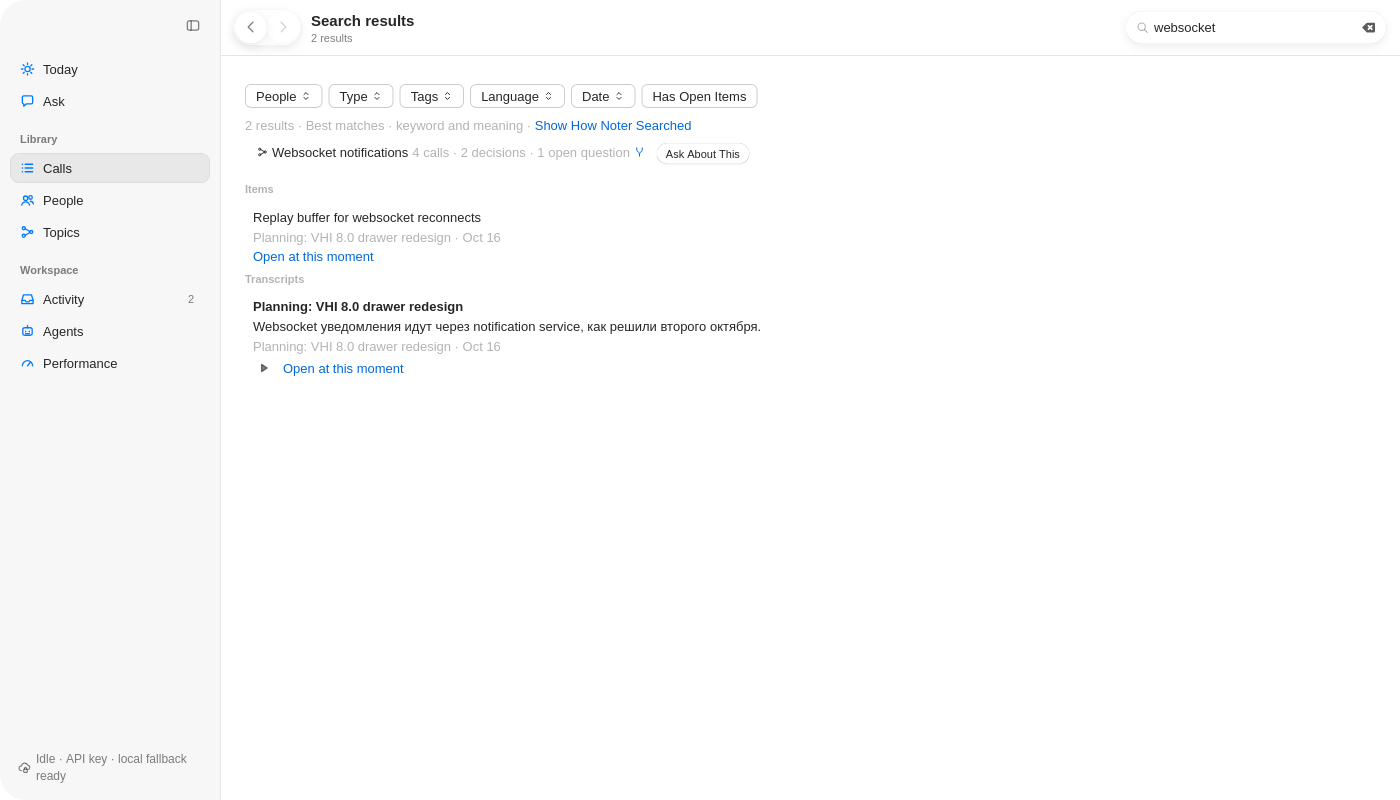 Search results
2 results
websocket
Today
Ask
Library
Calls
People
Topics
Workspace
Activity 2
Agents
Performance
Idle · API key · local fallback
ready
People Type Tags Language Date Has Open Items
2 results · Best matches · keyword and meaning · Show How Noter Searched
Websocket notifications 4 calls · 2 decisions · 1 open question Ask About This
Items
Replay buffer for websocket reconnects
Planning: VHI 8.0 drawer redesign · Oct 16
Open at this moment
Transcripts
Planning: VHI 8.0 drawer redesign
Websocket уведомления идут через notification service, как решили второго октября.
Planning: VHI 8.0 drawer redesign · Oct 16
Open at this moment